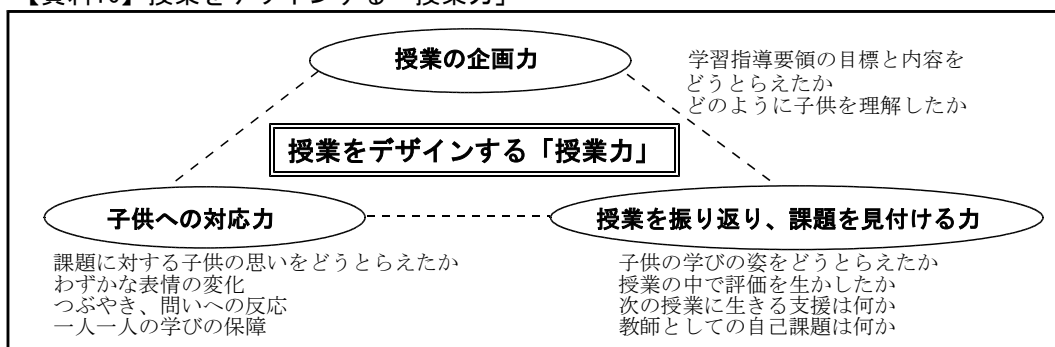 【資料10】授業をデザインする「授業力」
授業の企画力
学習指導要領の目標と内容を
どうとらえたか
どのように子供を理解したか
授業をデザインする「授業力」
子供への対応力
課題に対する子供の思いをどうとらえたか
わずかな表情の変化
つぶやき、問いへの反応
一人一人の学びの保障
授業を振り返り、課題を見付ける力
子供の学びの姿をどうとらえたか
授業の中で評価を生かしたか
次の授業に生きる支援は何か
教師としての自己課題は何か